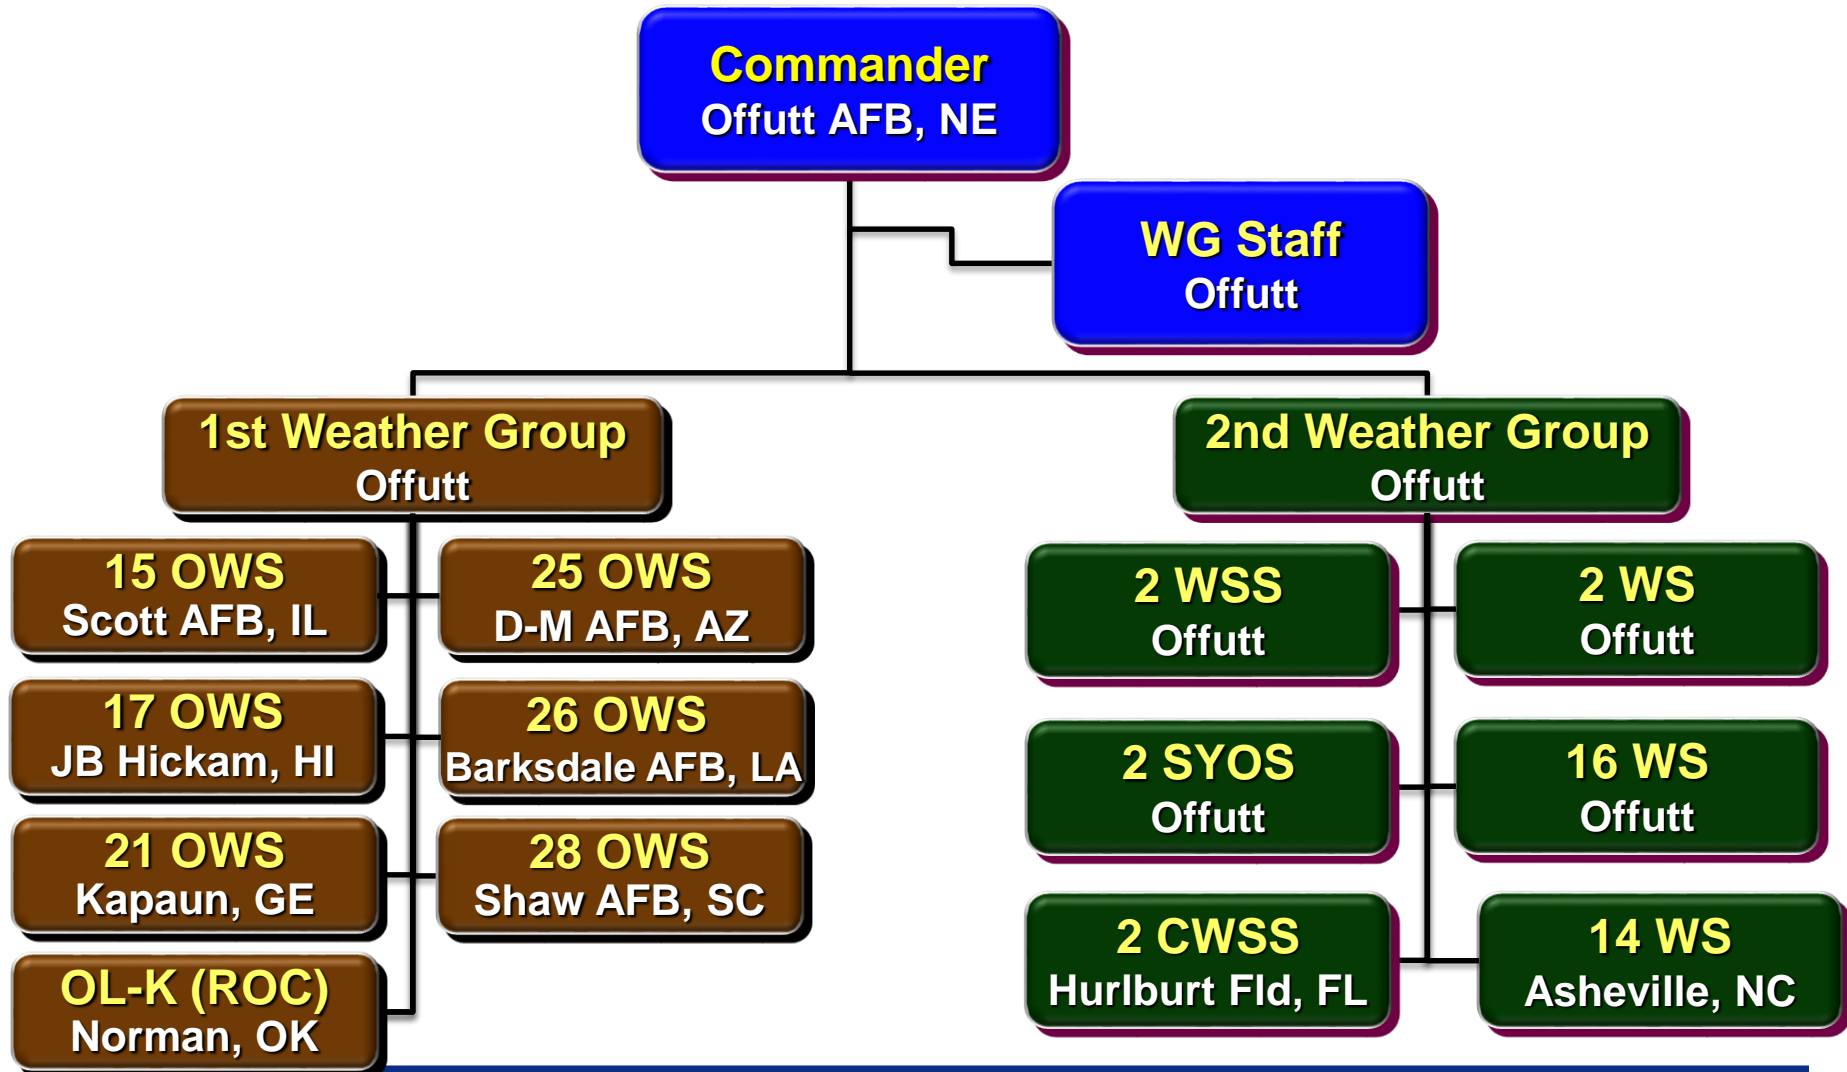 Commander
Offutt AFB, NE
WG Staff
Offutt
1st Weather Group
Offutt
2nd Weather Group
Offutt
15 OWS
Scott AFB, IL
25 OWS
D-M AFB, AZ
17 OWS
JB Hickam, HI
26 OWS
Barksdale AFB, LA
21 OWS
Kapaun, GE
28 OWS
Shaw AFB, SC
OL-K (ROC)
Norman, OK
2 WSS
Offutt
2 WS
Offutt
2 SYOS
Offutt
16 WS
Offutt
2 CWSS
Hurlburt Fld, FL
14 WS
Asheville, NC